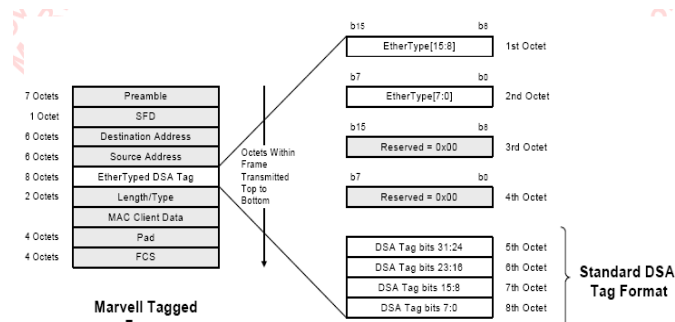 b15 b8
EtherType[15:8] 1st Octet
b7 b0
EtherType[7:0] 2nd Octet
b15 b8
Reserved = 0x00 3rd Octet
b7 b0
Reserved = 0x00 4th Octet
DSA Tag bits 31:24 5th Octet
DSA Tag bits 23:16 6th Octet
DSA Tag bits 15:8 7th Octet
DSA Tag bits 7:0 8th Octet
Standard DSA
Tag Format
7 Octets Preamble
1 Octet SFD
6 Octets Destination Address
6 Octets Source Address
8 Octets EtherTyped DSA Tag
2 Octets Length/Type
MAC Client Data
4 Octets Pad
4 Octets FCS
Octets Within
Frame
Transmitted
Top to
Bottom
Marvell Tagged